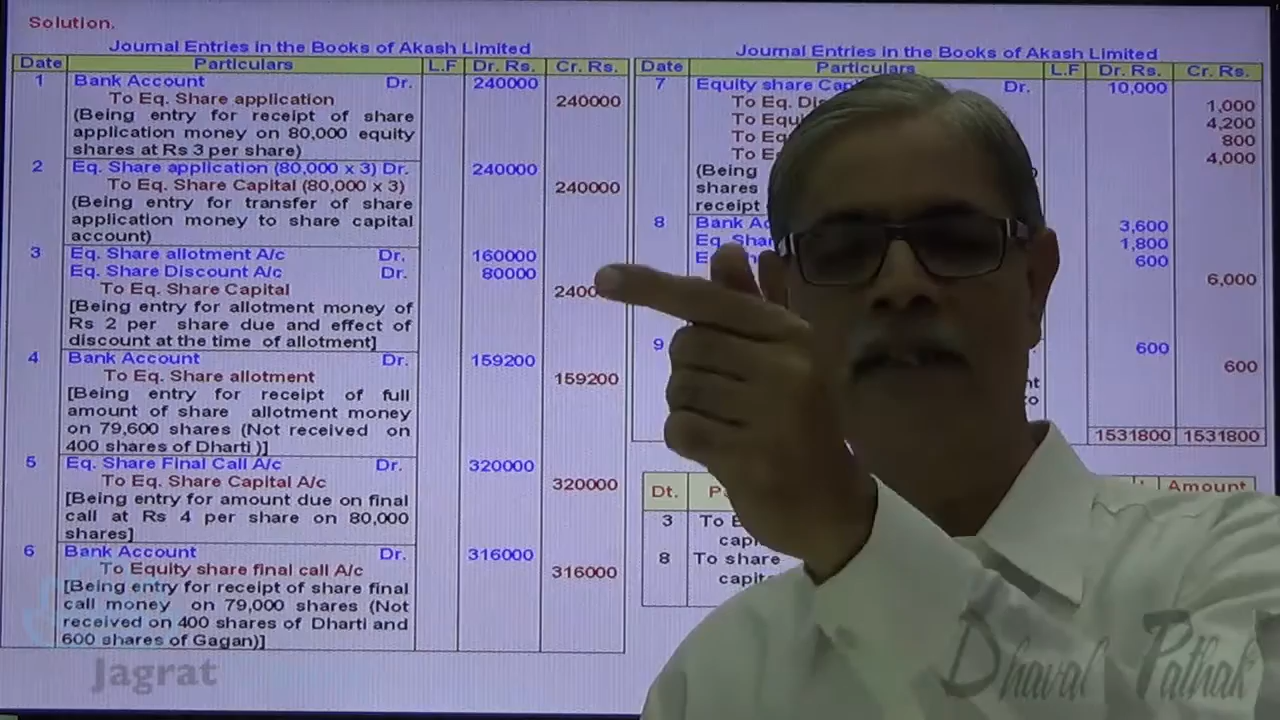 Solution.
Journal Entries in the Books of Akash Limited
Date Particulars L.F Dr. Rs. Cr. Rs.
1 Bank Account Dr. 240000
To Eq. Share application 240000
(Being entry for receipt of share
application money on 80,000 equity
shares at Rs 3 per share)
2 Eq. Share application (80,000 x 3) Dr. 240000
To Eq. Share Capital (80,000 x 3) 240000
(Being entry for transfer of share
application money to share capital
account)
3 Eq. Share allotment A/c Dr. 160000
Eq. Share Discount A/c Dr. 80000
To Eq. Share Capital
[Being entry for allotment money of
Rs 2 per share due and effect of
discount at the time of allotment]
4 Bank Account Dr. 159200
To Eq. Share allotment 159200
[Being entry for receipt of full
amount of share allotment money
on 79,600 shares (Not received on
400 shares of Dharti )]
5 Eq. Share Final Call A/c Dr. 320000
To Eq. Share Capital A/c 320000
[Being entry for amount due on final
call at Rs 4 per share on 80,000
shares]
6 Bank Account Dr. 316000
To Equity share final call A/c 316000
[Being entry for receipt of share final
call money on 79,000 shares (Not
received on 400 shares of Dharti and
600 shares of Gagan)]
Journal Entries in the Books of Akash Limited
Date Particulars L.F Dr. Rs. Cr. Rs.
7 Equity share Dr. 10,000
To Eq. 1,000
To 4,200
To 800
To 4,000
(Being
shares
receipt
8 Bank 3,600
Eq. 1,800
600
6,000
9 600
600
1531800 1531800
Dt. Amount
3 To
8 To share
Jagrat
Dhaval Pathak